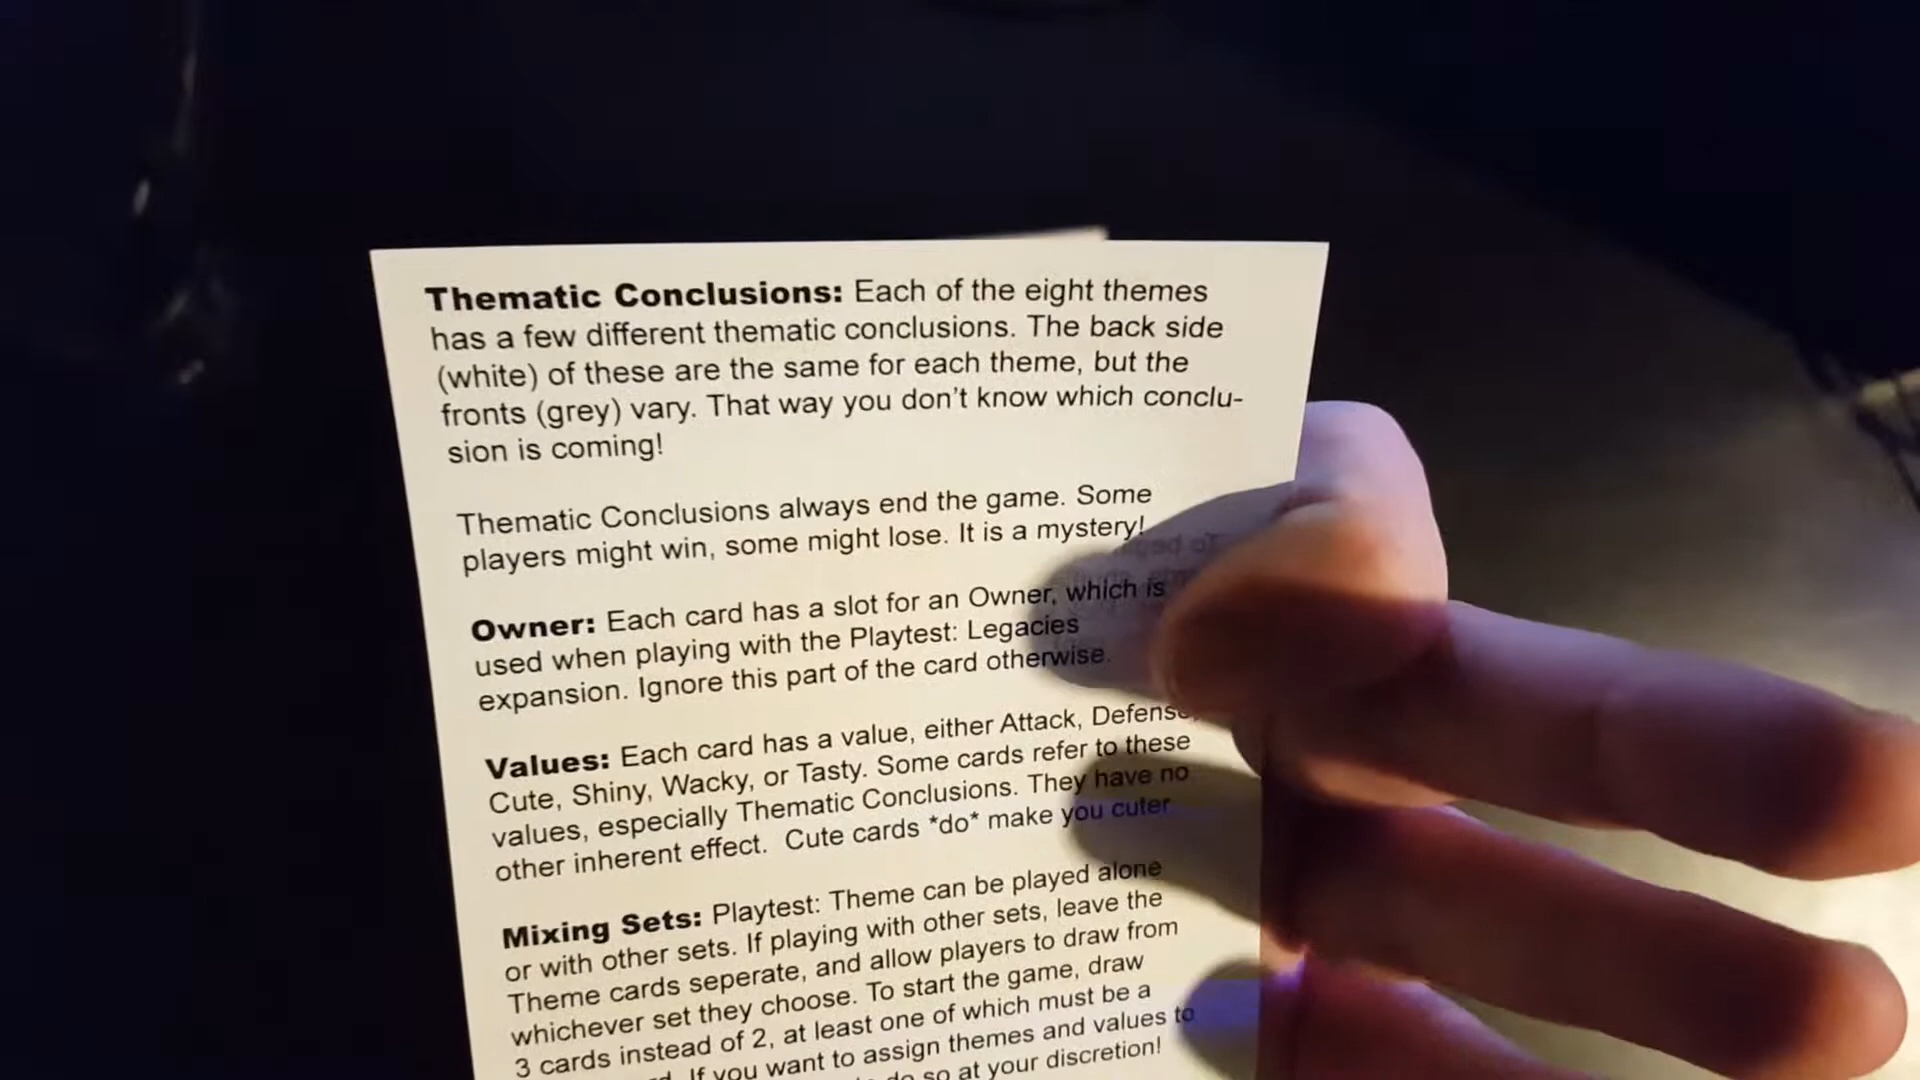 Thematic Conclusions: Each of the eight themes
has a few different thematic conclusions. The back side
(white) of these are the same for each theme, but the
fronts (grey) vary. That way you don't know which conclu-
sion is coming!
Thematic Conclusions always end the game. Some
players might win, some might lose. It is a mystery!
Owner: Each card has a slot for an Owner, which is
used when playing with the Playtest: Legacies
expansion. Ignore this part of the card otherwise.
Values: Each card has a value, either Attack, Defense,
Cute, Shiny, Wacky, or Tasty. Some cards refer to these
values, especially Thematic Conclusions. They have no
other inherent effect. Cute cards *do* make you cuter
Mixing Sets: Playtest: Theme can be played alone
or with other sets. If playing with other sets, leave the
Theme cards seperate, and allow players to draw from
whichever set they choose. To start the game, draw
3 cards instead of 2, at least one of which must be a
If you want to assign themes and values to
do so at your discretion!